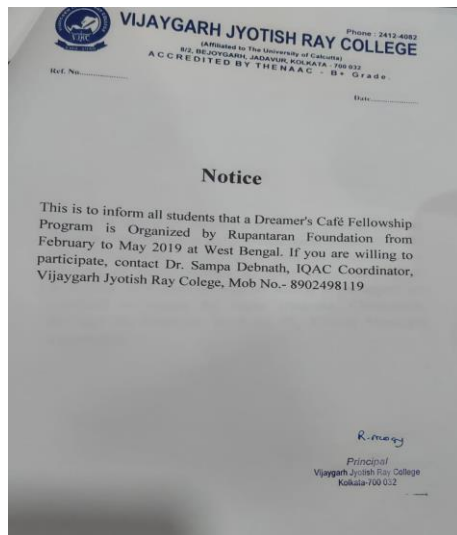 VIJAYGARH JYOTISH RAY COLLEGE
Phone : 2412-4082
(Affiliated to The University of Calcutta)
8/2, BEJOYGARH, JADAVUR, KOLKATA - 700 032
ACCREDITED BY THENAAC - B+ Grade.
VJRC
Ref. No.
Date
Notice
This is to inform all students that a Dreamer's Café Fellowship
Program is Organized by Rupantaran Foundation from
February to May 2019 at West Bengal. If you are willing to
participate, contact Dr. Sampa Debnath, IQAC Coordinator,
Vijaygarh Jyotish Ray Colege, Mob No.- 8902498119
Principal
Vijaygarh Jyotish Ray College
Kolkata-700 032